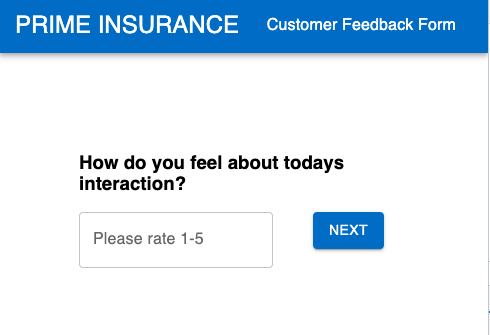 PRIME INSURANCE Customer Feedback Form
How do you feel about todays
interaction?
Please rate 1-5 NEXT